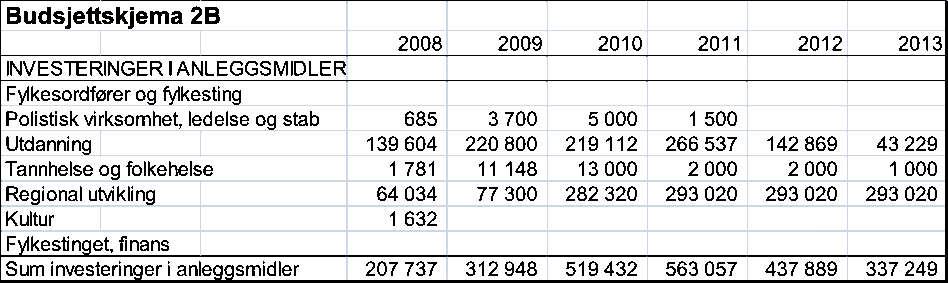 Budsjettskjema 2B
2008 2009 2010 2011 2012 2013
INVESTERINGER I ANLEGGSMIDLER
Fylkesordfører og fylkesting
Polistisk virksomhet, ledelse og stab 685 3 700 5 000 1 500
Utdanning 139 604 220 800 219 112 266 537 142 869 43 229
Tannhelse og folkehelse 1 781 11 148 13 000 2 000 2 000 1 000
Regional utvikling 64 034 77 300 282 320 293 020 293 020 293 020
Kultur 1 632
Fylkestinget, finans
Sum investeringer i anleggsmidler 207 737 312 948 519 432 563 057 437 889 337 249